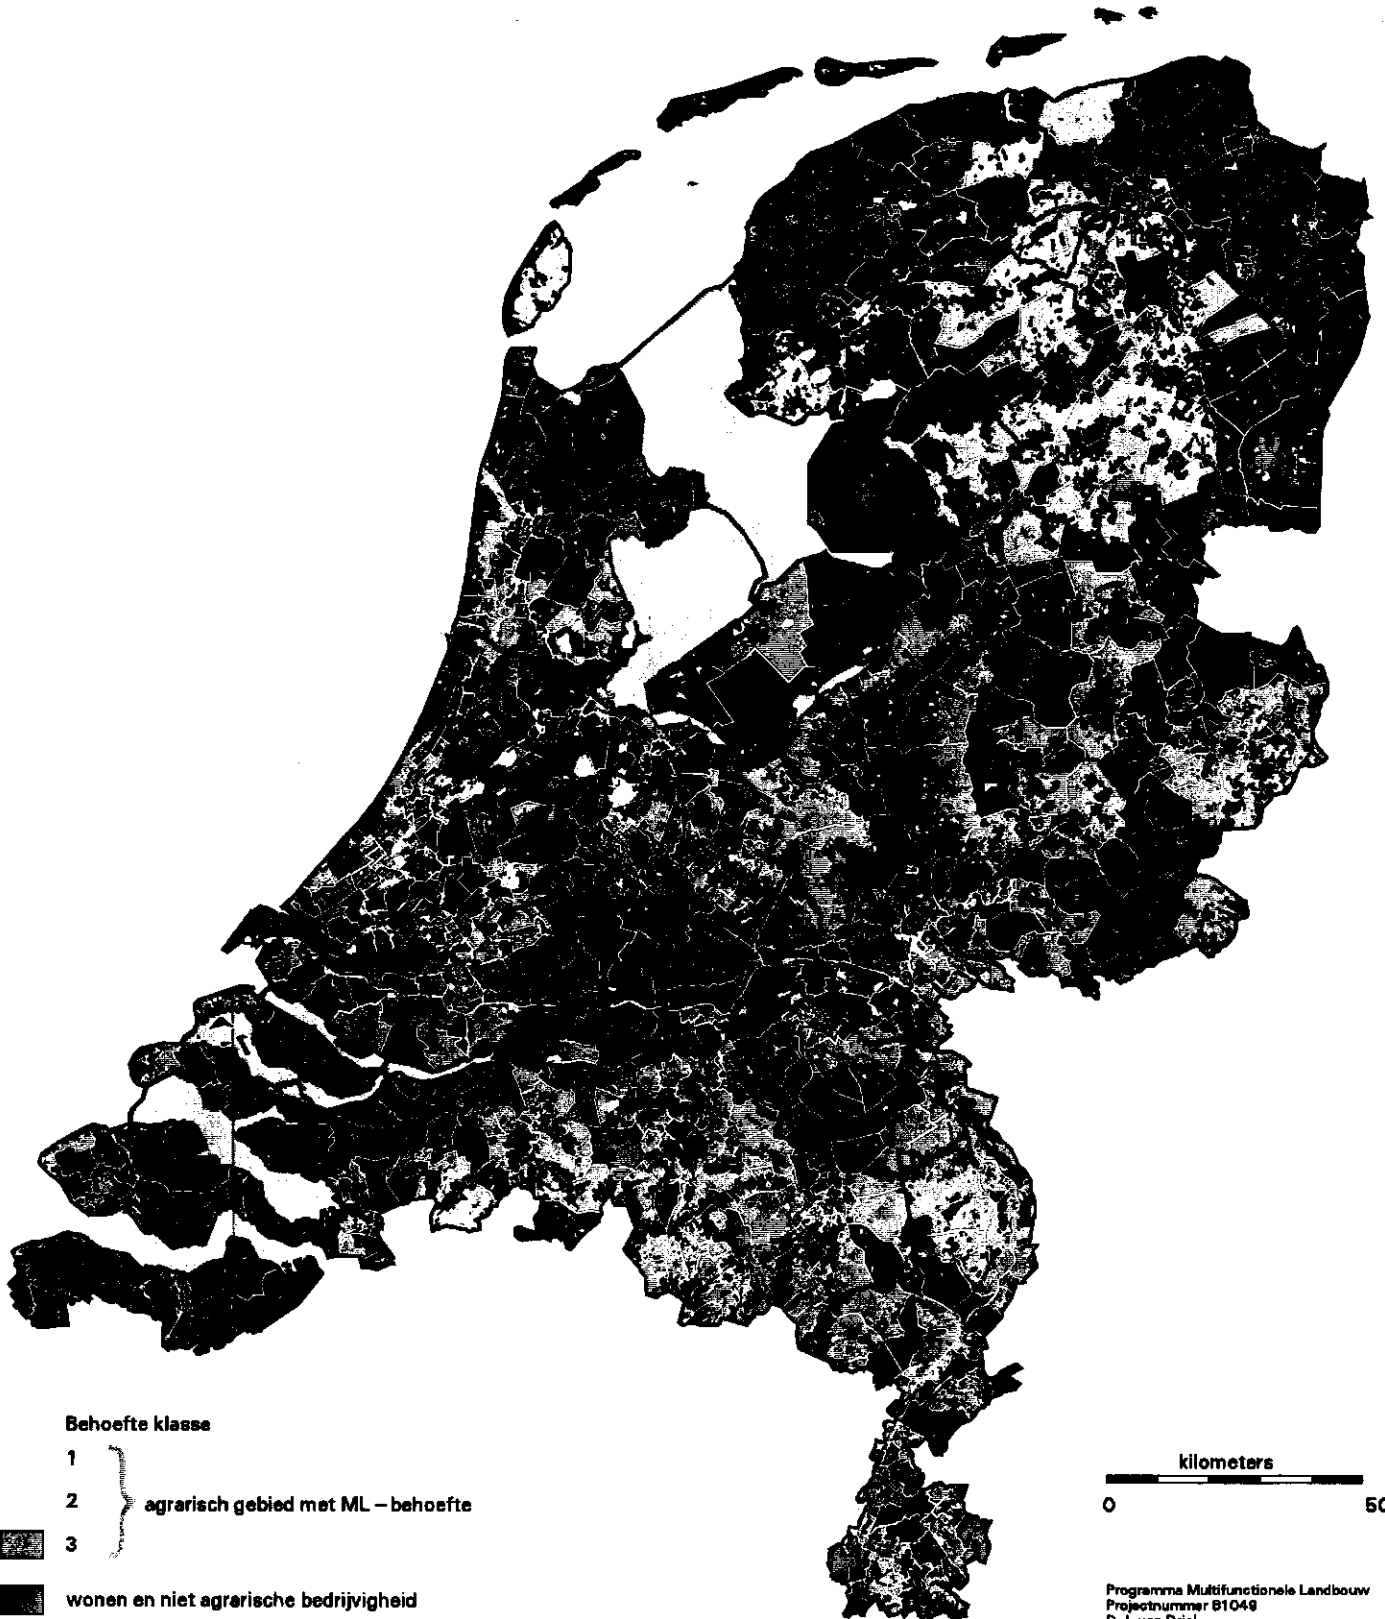 Behoefte klasse
1
2
agrarisch gebied met ML – behoefte
3
wonen en niet agrarische bedrijvigheid
kilometers
0 50
Programma Multifunctionele Landbouw
Projectnummer 81049